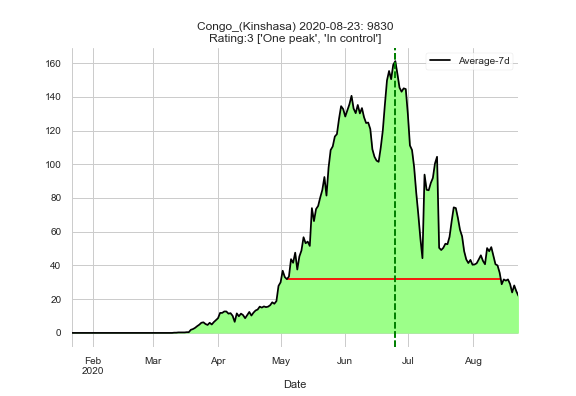 Congo_(Kinshasa) 2020-08-23: 9830
Rating:3 ['One peak', 'In control']
Average-7d
160
140
120
100
80
60
40
20
0
Feb Mar Apr May Jun Jul Aug
2020
Date